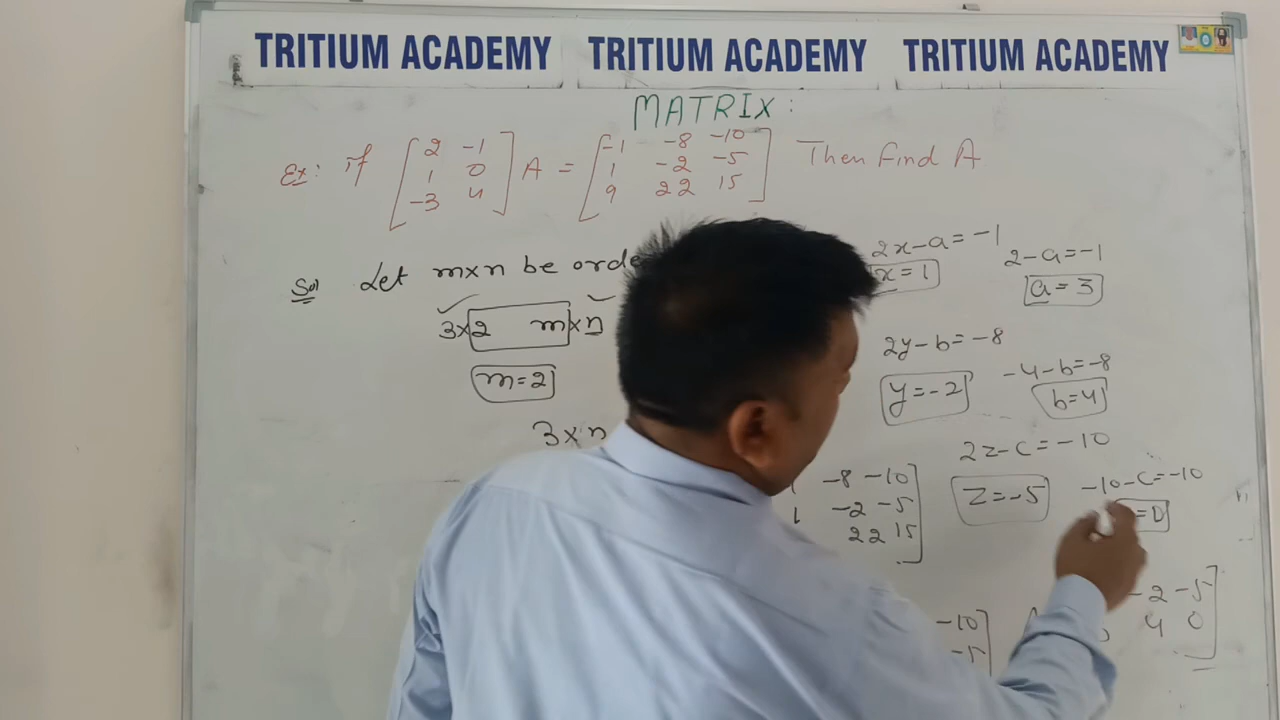 TRITIUM ACADEMY TRITIUM ACADEMY TRITIUM ACADEMY
MATRIX:
Ex: if [2 -1 A = [-1 -8 -10] Then Find A
1 0 1 -2 -5
-3 4] 9 22 15
Sol Let m×n be orde
3×2 m×n
m=2
3×n
2x-a=-1
x=1
2-a=-1
a=3
2y-b=-8
y=-2
-4-b=-8
b=4
2z-c=-10
z=-5
-10-c=-10
=0
-8 -10
1 -2 -5
22 15
-10
-5
-2 -5
4 0